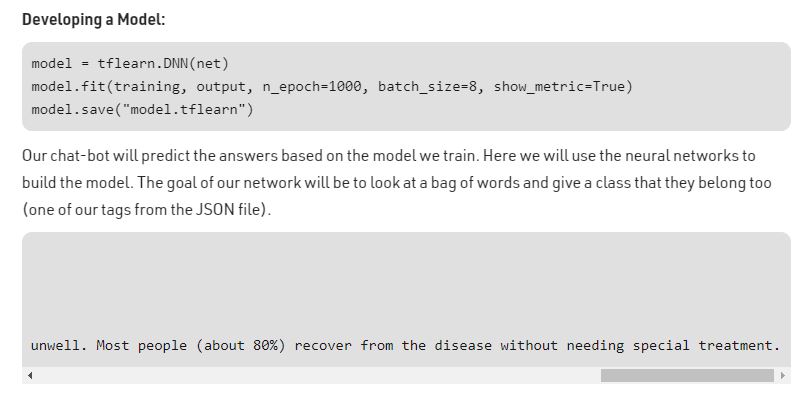 Developing a Model:
model = tflearn.DNN(net)
model.fit(training, output, n_epoch=1000, batch_size=8, show_metric=True)
model.save("model.tflearn")
Our chat-bot will predict the answers based on the model we train. Here we will use the neural networks to
build the model. The goal of our network will be to look at a bag of words and give a class that they belong too
(one of our tags from the JSON file).
unwell. Most people (about 80%) recover from the disease without needing special treatment.